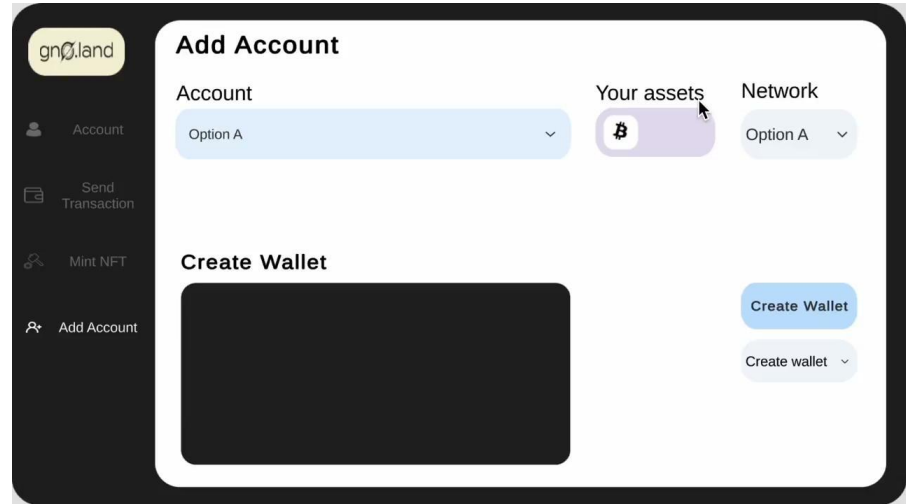 gnØ.land
Account
Send
Transaction
Mint NFT
Add Account
Add Account
Account
Option A
Your assets
Network
Option A
Create Wallet
Create Wallet
Create wallet